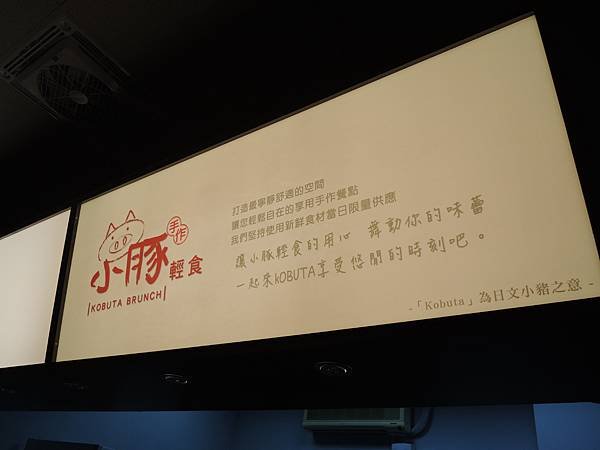 手作
小豚輕食
KOBUTA BRUNCH
打造最寧靜舒適的空間
讓您輕鬆自在的享用手作餐點
我們堅持使用新鮮食材當日限量供應
讓小豚輕食的用心 舞動你的味蕾
一起來KOBUTA享受悠閒的時刻吧。
-「Kobuta」為日文小豬之意 -